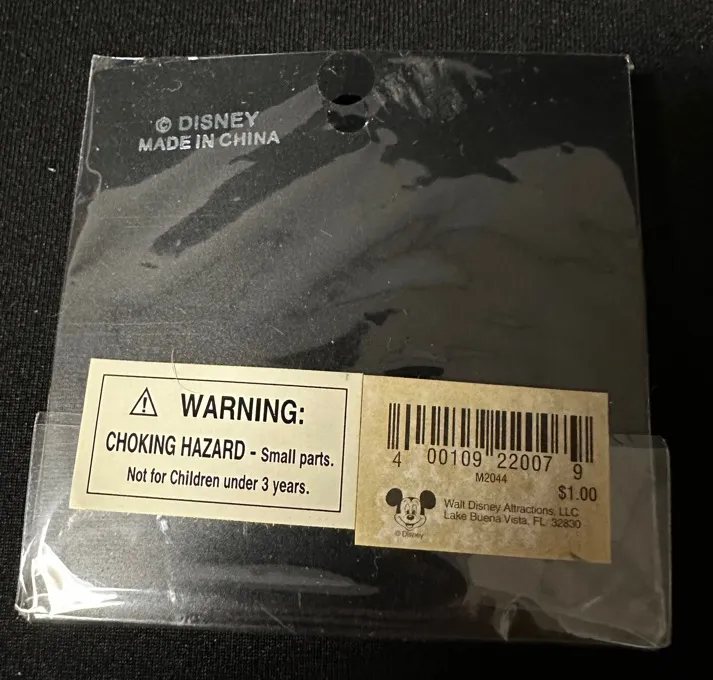 © DISNEY
MADE IN CHINA
⚠ WARNING:
CHOKING HAZARD - Small parts.
Not for Children under 3 years.
4 00109 22007 9
M2044
$1.00
Walt Disney Attractions, LLC
Lake Buena Vista, FL 32830
© Disney